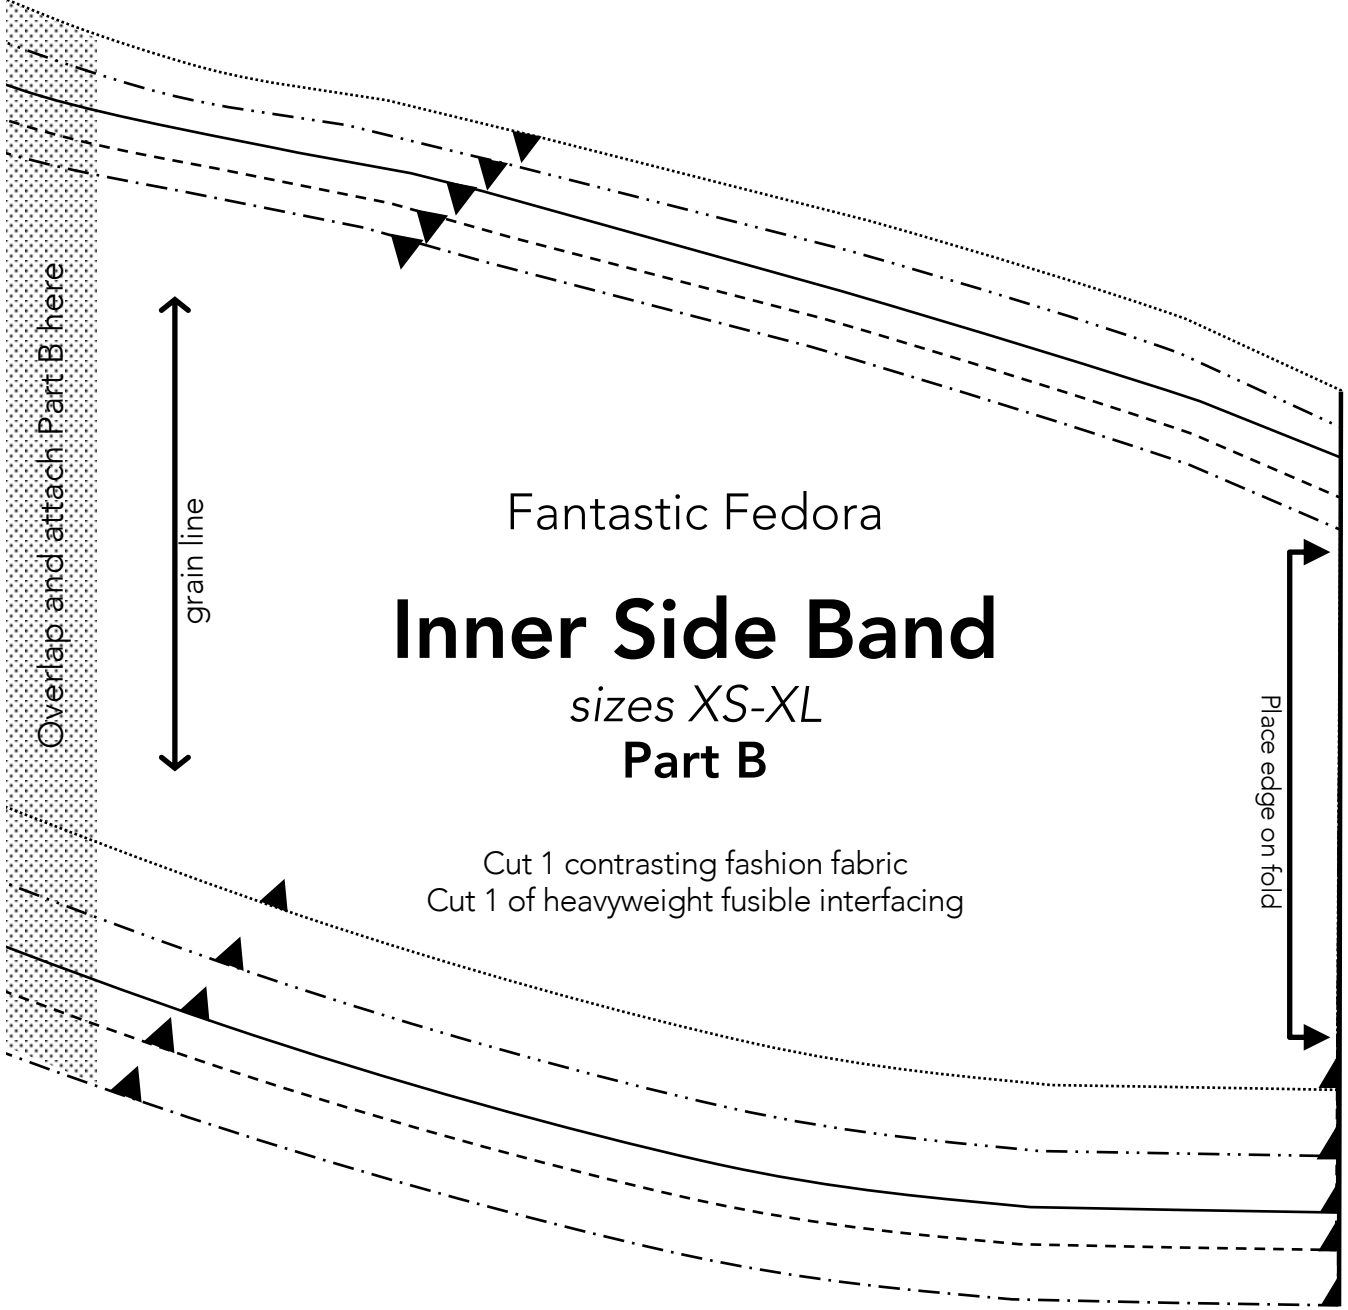 Overlap and attach Part B here
grain line
Fantastic Fedora
Inner Side Band
sizes XS-XL
Part B
Cut 1 contrasting fashion fabric
Cut 1 of heavyweight fusible interfacing
Place edge on fold